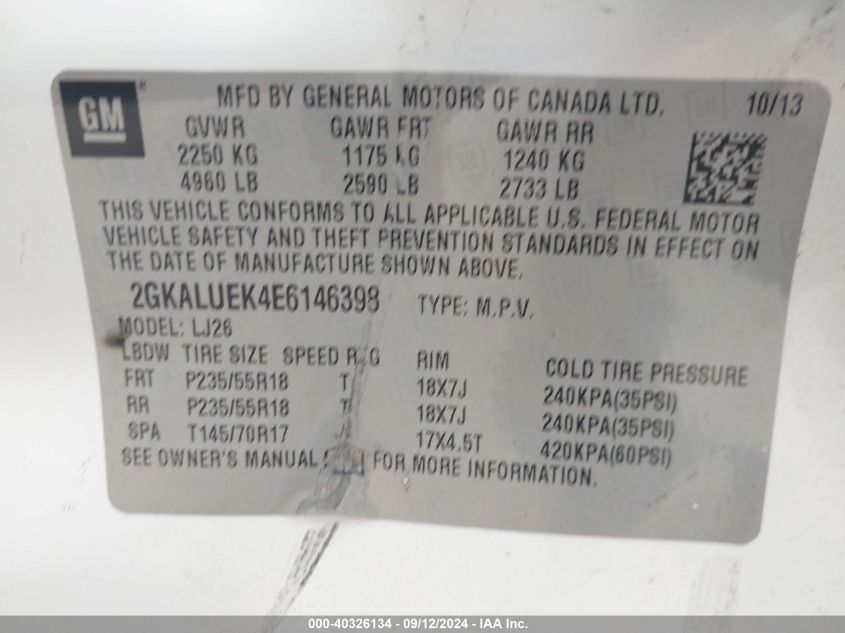 GM ® MFD BY GENERAL MOTORS OF CANADA LTD. 10/13
GVWR GAWR FRT GAWR RR
2250 KG 1175 KG 1240 KG
4960 LB 2590 LB 2733 LB
THIS VEHICLE CONFORMS TO ALL APPLICABLE U.S. FEDERAL MOTOR
VEHICLE SAFETY AND THEFT PREVENTION STANDARDS IN EFFECT ON
THE DATE OF MANUFACTURE SHOWN ABOVE.
2GKALUEK4E6146398 TYPE: M.P.V.
MODEL: LJ26
LBDW TIRE SIZE SPEED RTG RIM COLD TIRE PRESSURE
FRT P235/55R18 T 18X7J 240KPA(35PSI)
RR P235/55R18 T 18X7J 240KPA(35PSI)
SPA T145/70R17 17X4.5T 420KPA(60PSI)
SEE OWNER'S MANUAL FOR MORE INFORMATION.
000-40326134 - 09/12/2024 - IAA Inc.